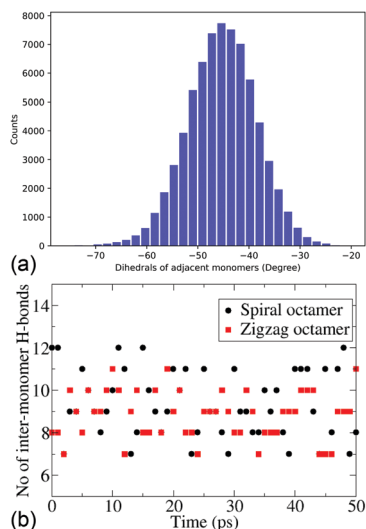 8000
7000
6000
5000
4000
3000
2000
1000
0
Counts
−70 −60 −50 −40 −30 −20
Dihedrals of adjacent monomers (Degree)
(a)
14
12
10
8
6
No of inter-monomer H-bonds
Spiral octamer
Zigzag octamer
0 10 20 30 40 50
Time (ps)
(b)